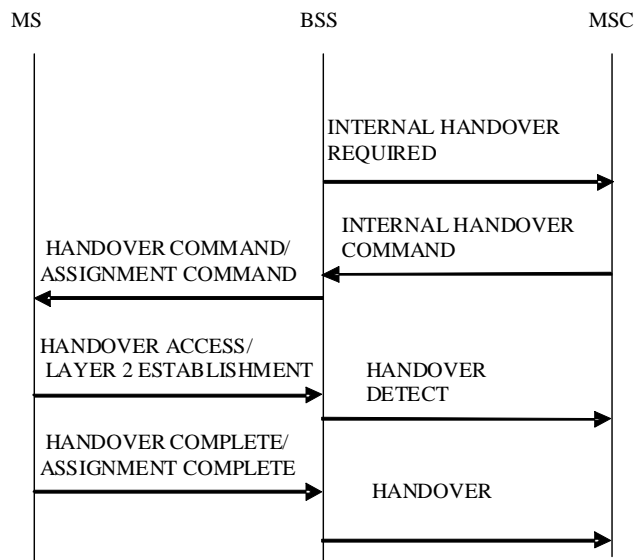 MS
BSS
MSC
INTERNAL HANDOVER
REQUIRED
INTERNAL HANDOVER
COMMAND
HANDOVER COMMAND/
ASSIGNMENT COMMAND
HANDOVER ACCESS/
LAYER 2 ESTABLISHMENT
HANDOVER
DETECT
HANDOVER COMPLETE/
ASSIGNMENT COMPLETE
HANDOVER